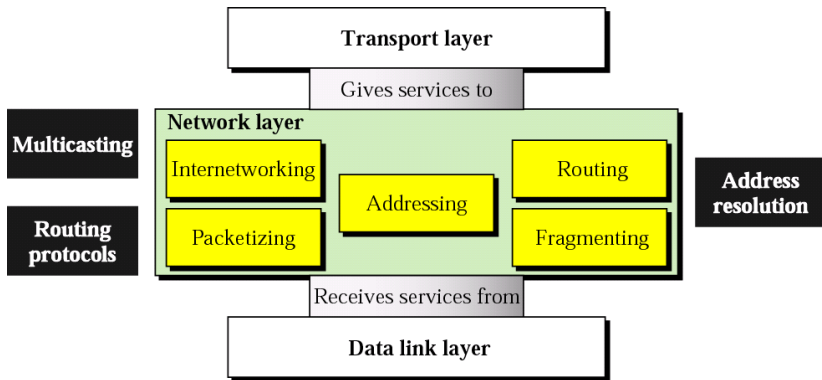 Transport layer
Gives services to
Network layer
Multicasting
Internetworking
Routing
Addressing
Address
resolution
Routing
protocols
Packetizing
Fragmenting
Receives services from
Data link layer